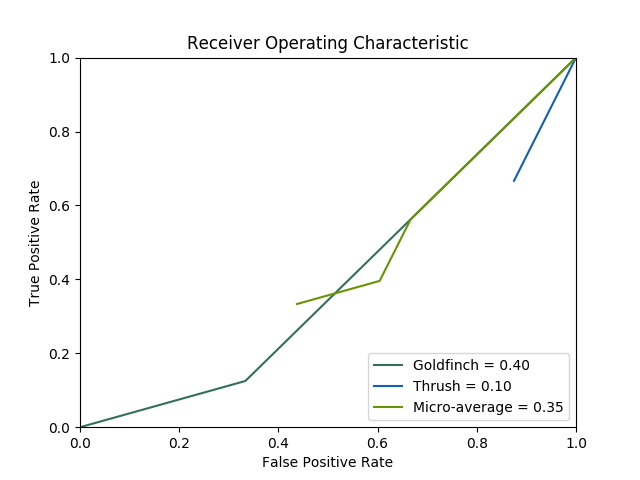 Receiver Operating Characteristic
True Positive Rate
1.0
0.8
0.6
0.4
0.2
0.0
Goldfinch = 0.40
Thrush = 0.10
Micro-average = 0.35
0.0 0.2 0.4 0.6 0.8 1.0
False Positive Rate